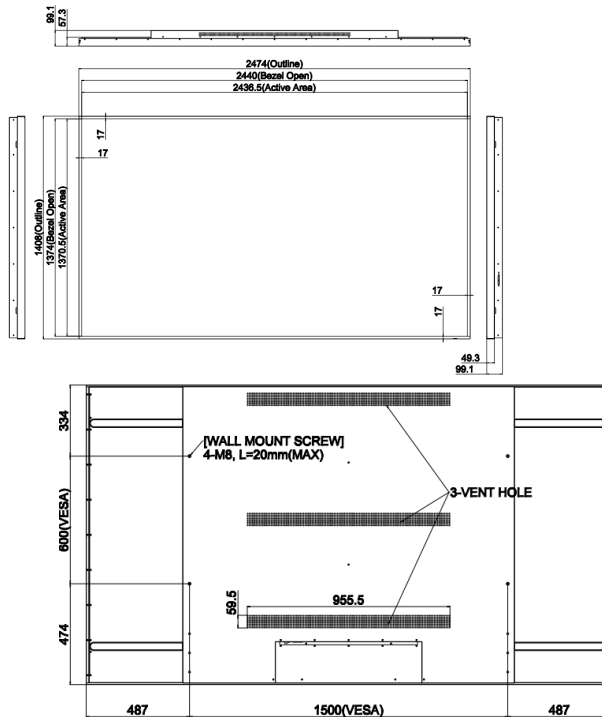 99.1
57.3
2474(Outline)
2440(Bezel Open)
2436.5(Active Area)
17
17
1408(Outline)
1374(Bezel Open)
1370.5(Active Area)
17
17
49.3
99.1
334
[WALL MOUNT SCREW]
4-M8, L=20mm(MAX)
3-VENT HOLE
600(VESA)
59.5
955.5
474
487
1500(VESA)
487